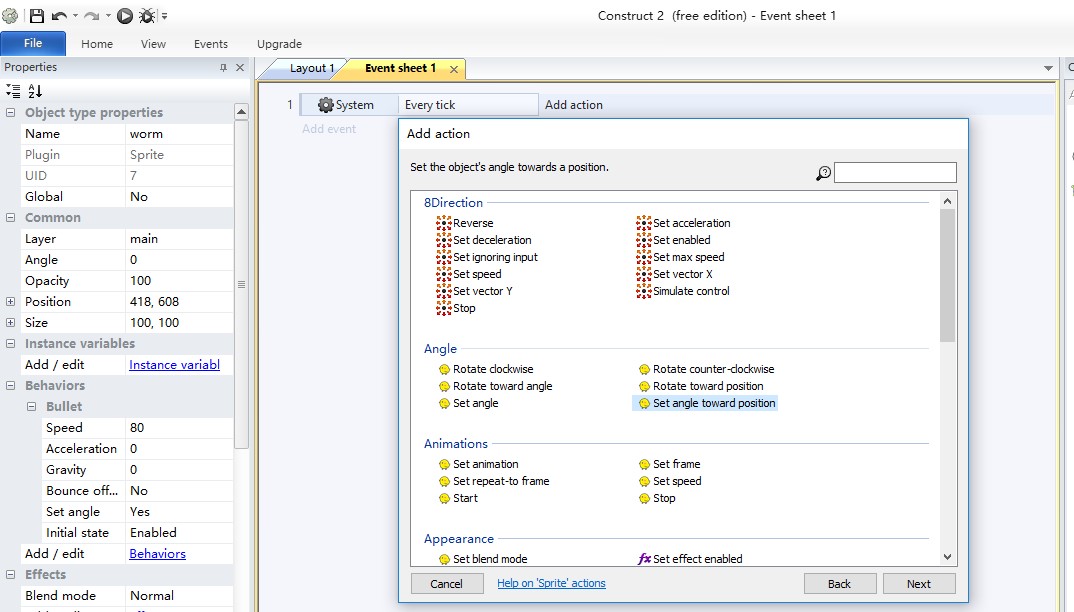 Construct 2 (free edition) - Event sheet 1
File Home View Events Upgrade
Properties
Layout 1 Event sheet 1
Object type properties
Name worm
Plugin Sprite
UID 7
Global No
Common
Layer main
Angle 0
Opacity 100
Position 418, 608
Size 100, 100
Instance variables
Add / edit Instance variabl
Behaviors
Bullet
Speed 80
Acceleration 0
Gravity 0
Bounce off... No
Set angle Yes
Initial state Enabled
Add / edit Behaviors
Effects
Blend mode Normal
1 System Every tick Add action
Add event
Add action
Set the object's angle towards a position.
8Direction
Reverse Set acceleration
Set deceleration Set enabled
Set ignoring input Set max speed
Set speed Set vector X
Set vector Y Simulate control
Stop
Angle
Rotate clockwise Rotate counter-clockwise
Rotate toward angle Rotate toward position
Set angle Set angle toward position
Animations
Set animation Set frame
Set repeat-to frame Set speed
Start Stop
Appearance
Set blend mode Set effect enabled
Cancel Help on 'Sprite' actions Back Next